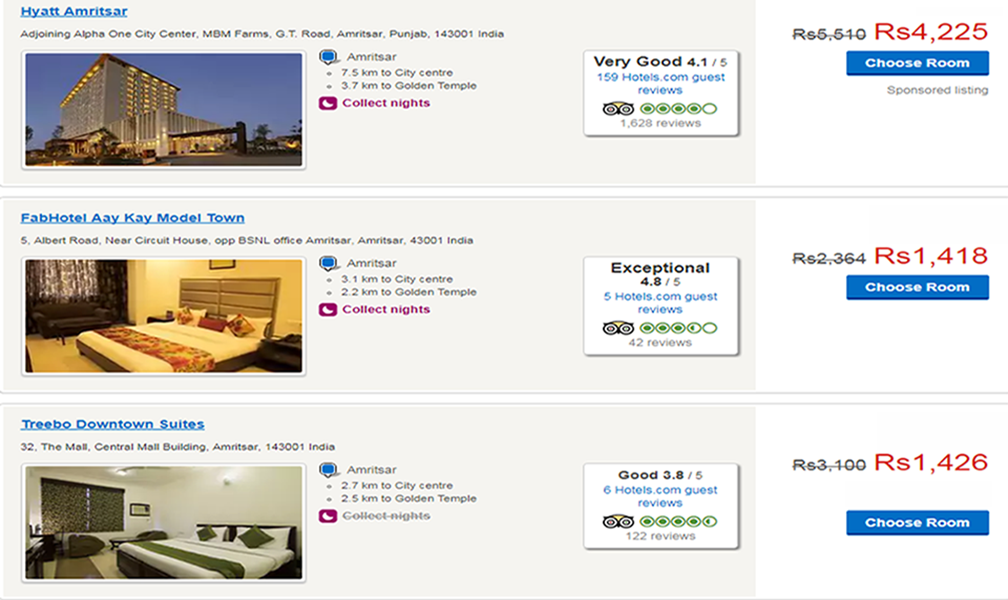 Hyatt Amritsar
Adjoining Alpha One City Center, MBM Farms, G.T. Road, Amritsar, Punjab, 143001 India
Amritsar
7.5 km to City centre
3.7 km to Golden Temple
Collect nights
Very Good 4.1 / 5
159 Hotels.com guest
reviews
1,628 reviews
Rs5,510 Rs4,225
Choose Room
Sponsored listing
FabHotel Aay Kay Model Town
5, Albert Road, Near Circuit House, opp BSNL office Amritsar, Amritsar, 43001 India
Amritsar
3.1 km to City centre
2.2 km to Golden Temple
Collect nights
Exceptional
4.8 / 5
5 Hotels.com guest
reviews
42 reviews
Rs2,364 Rs1,418
Choose Room
Treebo Downtown Suites
32, The Mall, Central Mall Building, Amritsar, 143001 India
Amritsar
2.7 km to City centre
2.5 km to Golden Temple
Collect nights
Good 3.8 / 5
6 Hotels.com guest
reviews
122 reviews
Rs3,100 Rs1,426
Choose Room